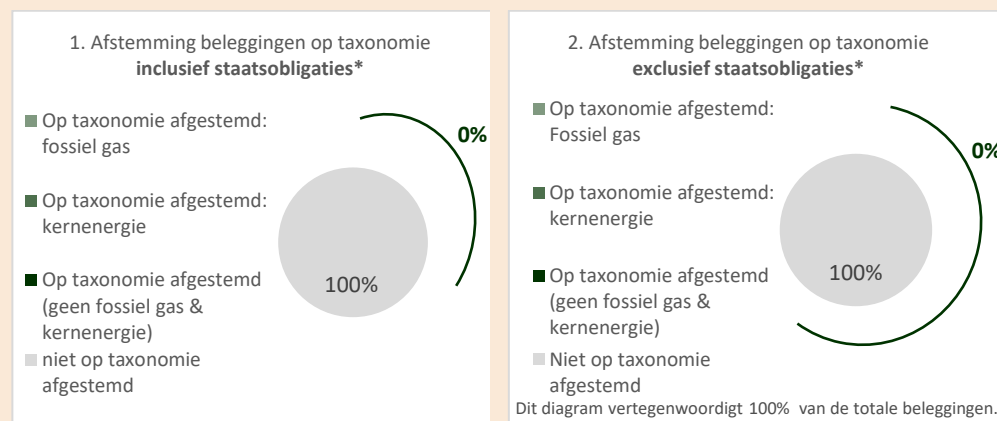 1. Afstemming beleggingen op taxonomie
inclusief staatsobligaties*
Op taxonomie afgestemd:
fossiel gas
Op taxonomie afgestemd:
kernenergie
Op taxonomie afgestemd
(geen fossiel gas &
kernenergie)
niet op taxonomie
afgestemd
0%
100%
2. Afstemming beleggingen op taxonomie
exclusief staatsobligaties*
Op taxonomie afgestemd:
Fossiel gas
Op taxonomie afgestemd:
kernenergie
Op taxonomie afgestemd
(geen fossiel gas &
kernenergie)
Niet op taxonomie
afgestemd
0%
100%
Dit diagram vertegenwoordigt 100% van de totale beleggingen.